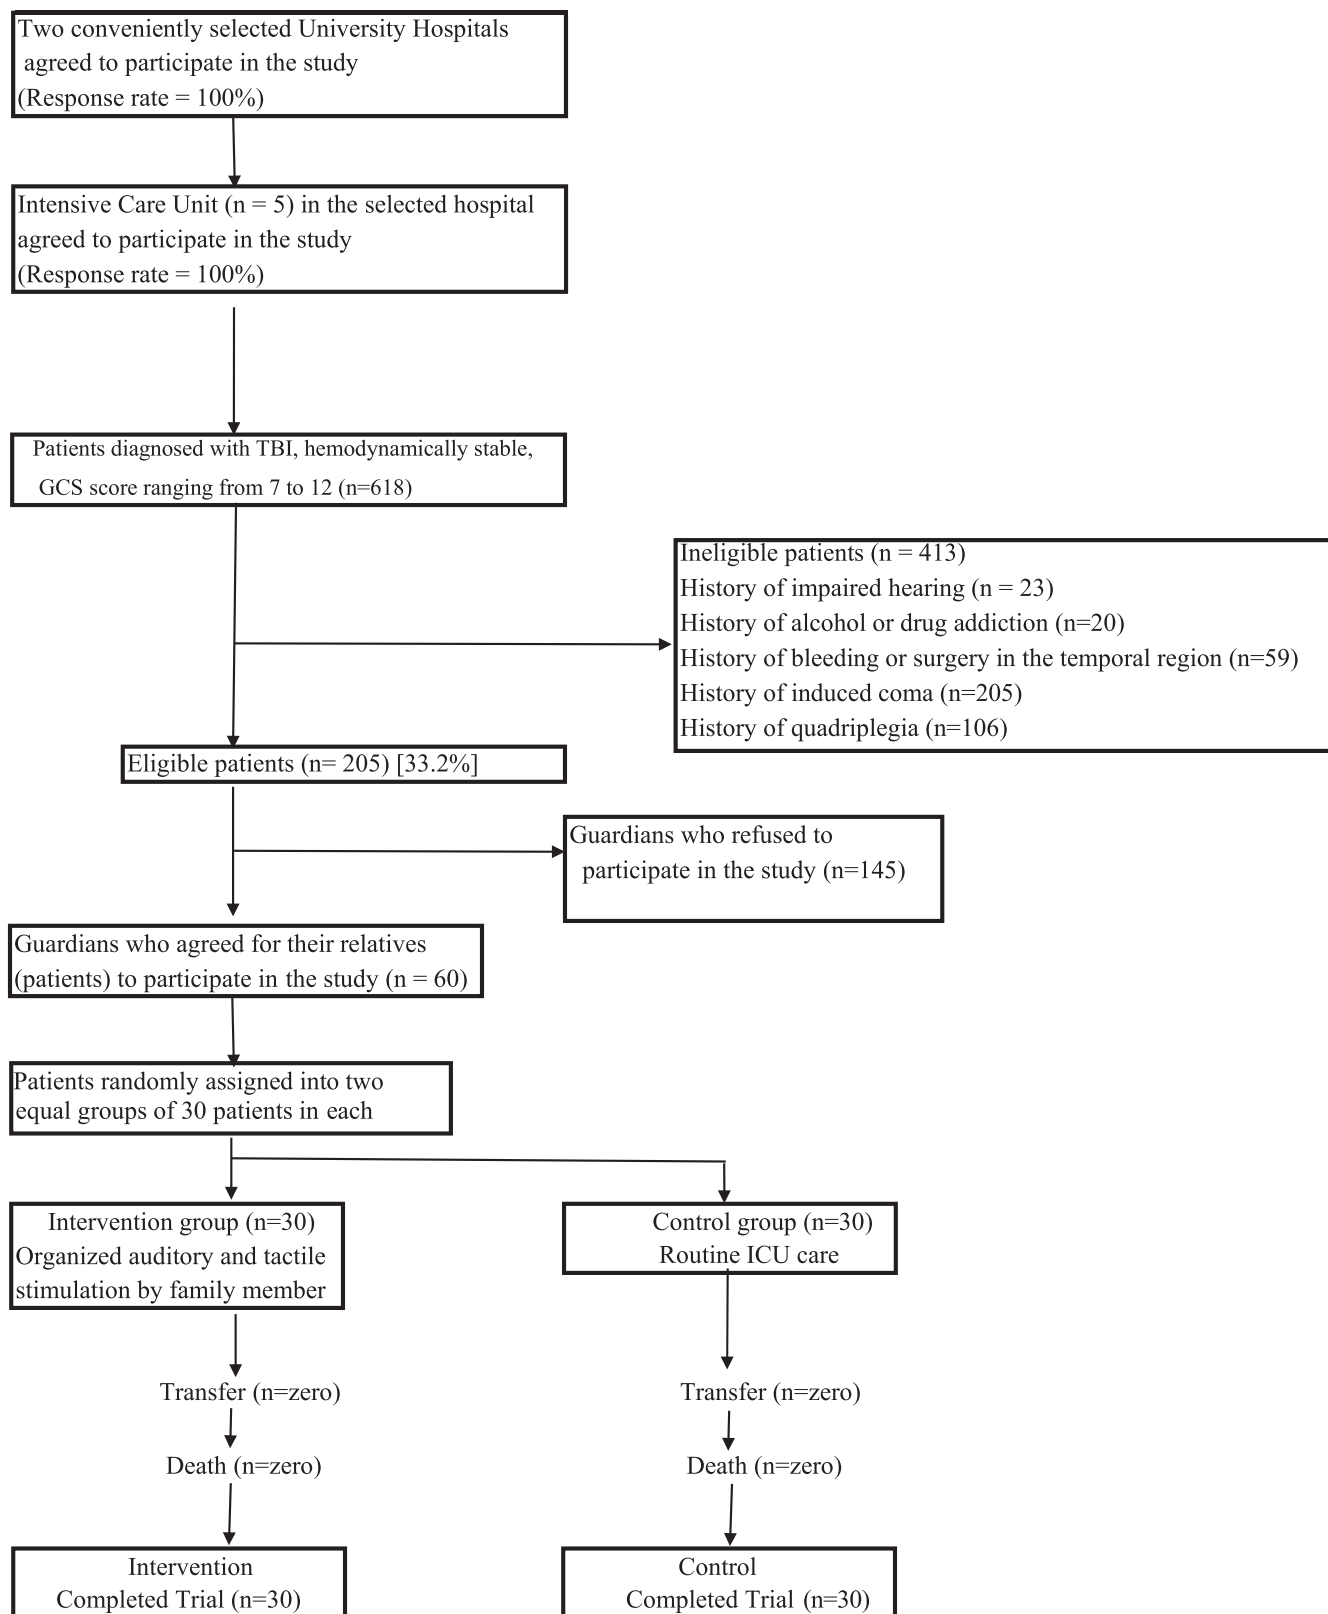 Two conveniently selected University Hospitals
agreed to participate in the study
(Response rate = 100%)
Intensive Care Unit (n = 5) in the selected hospital
agreed to participate in the study
(Response rate = 100%)
Patients diagnosed with TBI, hemodynamically stable,
GCS score ranging from 7 to 12 (n=618)
Ineligible patients (n = 413)
History of impaired hearing (n = 23)
History of alcohol or drug addiction (n=20)
History of bleeding or surgery in the temporal region (n=59)
History of induced coma (n=205)
History of quadriplegia (n=106)
Eligible patients (n= 205) [33.2%]
Guardians who refused to
participate in the study (n=145)
Guardians who agreed for their relatives
(patients) to participate in the study (n = 60)
Patients randomly assigned into two
equal groups of 30 patients in each
Intervention group (n=30)
Organized auditory and tactile
stimulation by family member
Control group (n=30)
Routine ICU care
Transfer (n=zero)
Transfer (n=zero)
Death (n=zero)
Death (n=zero)
Intervention
Completed Trial (n=30)
Control
Completed Trial (n=30)